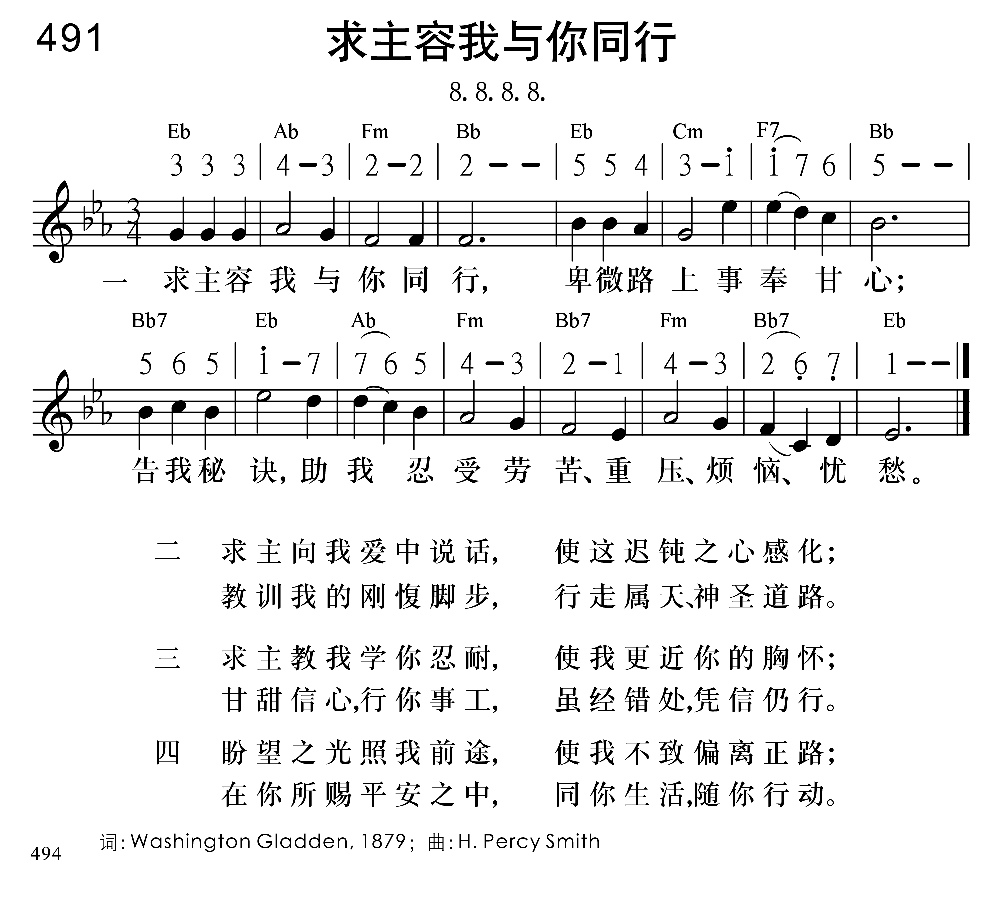 491 求主容我与你同行
8. 8. 8. 8.
Eb Ab Fm Bb Eb Cm F7 Bb
3 3 3 | 4 – 3 | 2 – 2 | 2 – – | 5 5 4 | 3 – i | i 7 6 | 5 – – |
3
4
一 求主容我与你同行, 卑微路上事奉甘心;
Bb7 Eb Ab Fm Bb7 Fm Bb7 Eb
5 6 5 | i – 7 | 7 6 5 | 4 – 3 | 2 – 1 | 4 – 3 | 2 6 7 | 1 – – ‖
告我秘诀,助我忍受劳苦、重压、烦恼、忧愁。
二 求主向我爱中说话, 使这迟钝之心感化;
教训我的刚愎脚步, 行走属天、神圣道路。
三 求主教我学你忍耐, 使我更近你的胸怀;
甘甜信心,行你事工, 虽经错处,凭信仍行。
四 盼望之光照我前途, 使我不致偏离正路;
在你所赐平安之中, 同你生活,随你行动。
词: Washington Gladden, 1879; 曲: H. Percy Smith
494